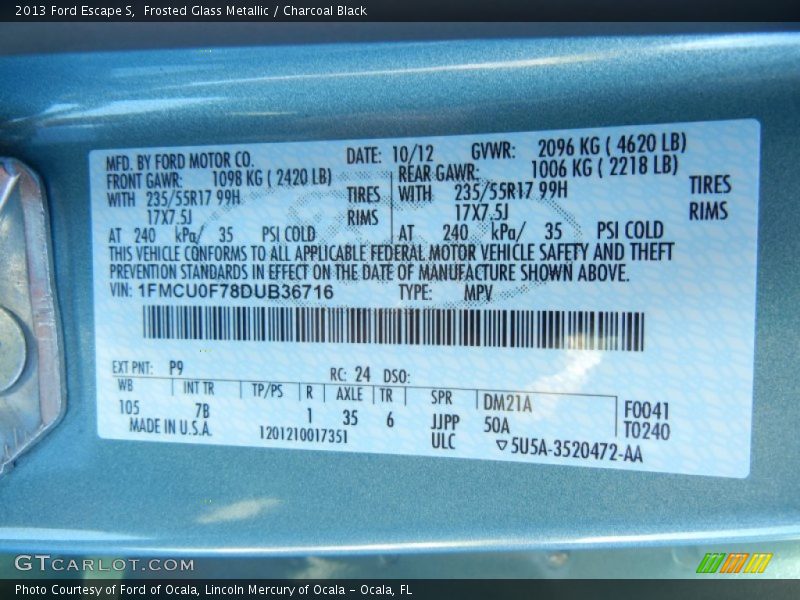 2013 Ford Escape S, Frosted Glass Metallic / Charcoal Black
MFD. BY FORD MOTOR CO. DATE: 10/12 GVWR: 2096 KG ( 4620 LB)
FRONT GAWR: 1098 KG ( 2420 LB) REAR GAWR: 1006 KG ( 2218 LB)
WITH 235/55R17 99H TIRES WITH 235/55R17 99H TIRES
17X7.5J RIMS 17X7.5J RIMS
AT 240 kPa/ 35 PSI COLD AT 240 kPa/ 35 PSI COLD
THIS VEHICLE CONFORMS TO ALL APPLICABLE FEDERAL MOTOR VEHICLE SAFETY AND THEFT
PREVENTION STANDARDS IN EFFECT ON THE DATE OF MANUFACTURE SHOWN ABOVE.
VIN: 1FMCU0F78DUB36716 TYPE: MPV
EXT PNT: P9 RC: 24 DSO:
WB INT TR TP/PS R AXLE TR SPR DM21A F0041
105 7B 1 35 6 JJPP 50A T0240
MADE IN U.S.A. 1201210017351 ULC ▽5U5A-3520472-AA
GTCARLOT.COM
Photo Courtesy of Ford of Ocala, Lincoln Mercury of Ocala - Ocala, FL